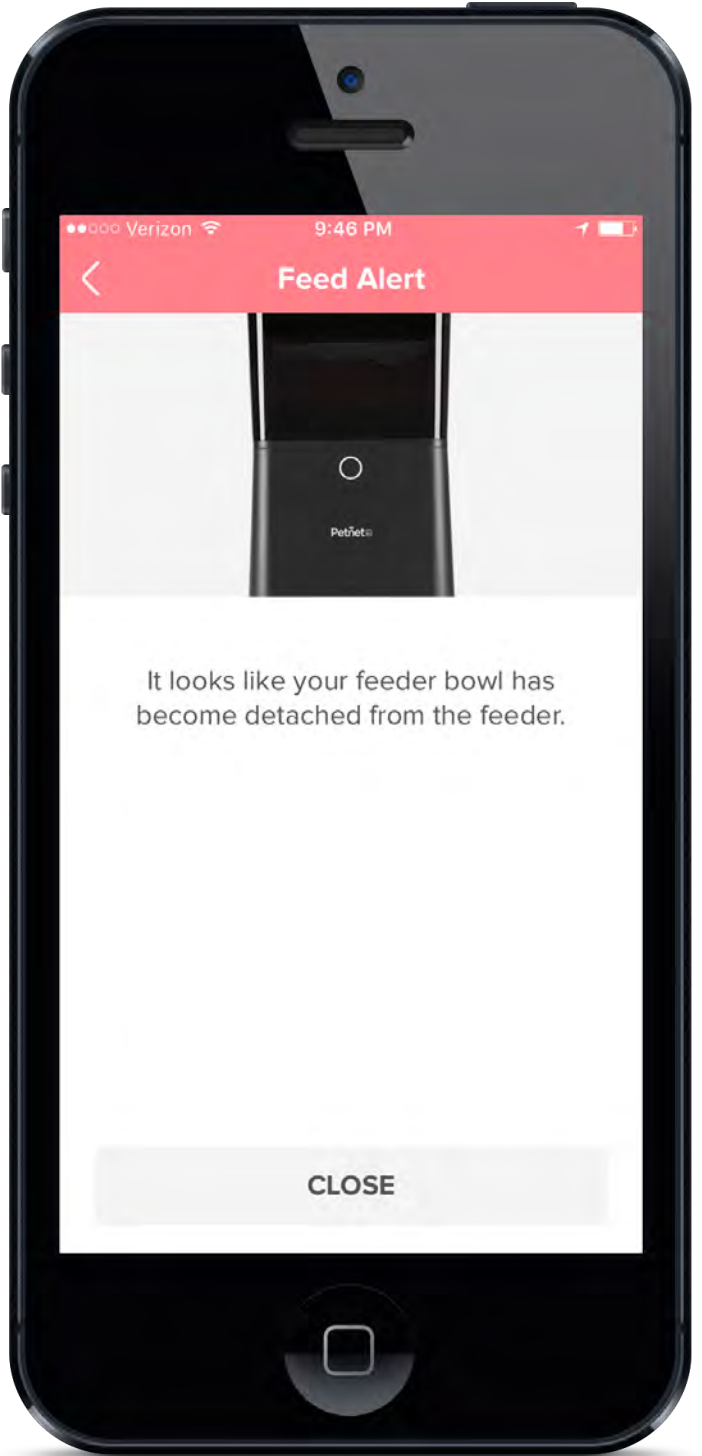 Verizon
9:46 PM
Feed Alert
Petnet
It looks like your feeder bowl has
become detached from the feeder.
CLOSE